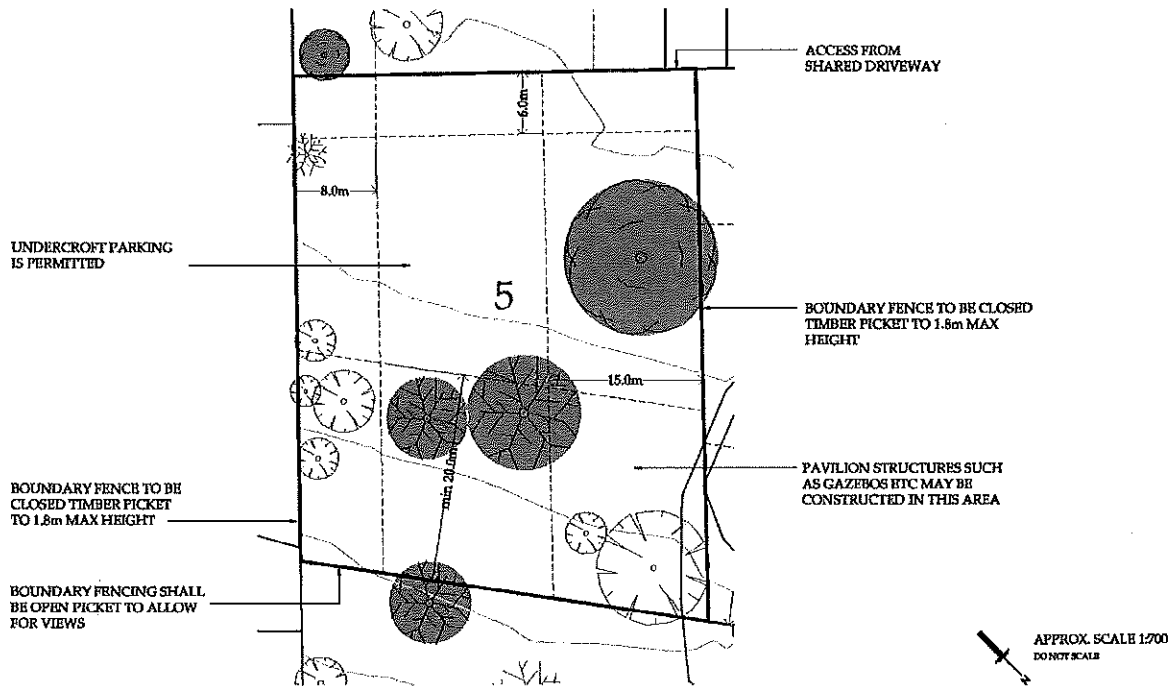 ACCESS FROM
SHARED DRIVEWAY
6.0m
8.0m
UNDERCROFT PARKING
IS PERMITTED
5
BOUNDARY FENCE TO BE CLOSED
TIMBER PICKET TO 1.8m MAX
HEIGHT
15.0m
min 20.0m
PAVILION STRUCTURES SUCH
AS GAZEBOS ETC MAY BE
CONSTRUCTED IN THIS AREA
BOUNDARY FENCE TO BE
CLOSED TIMBER PICKET
TO 1.8m MAX HEIGHT
BOUNDARY FENCING SHALL
BE OPEN PICKET TO ALLOW
FOR VIEWS
APPROX. SCALE 1:700
DO NOT SCALE
N